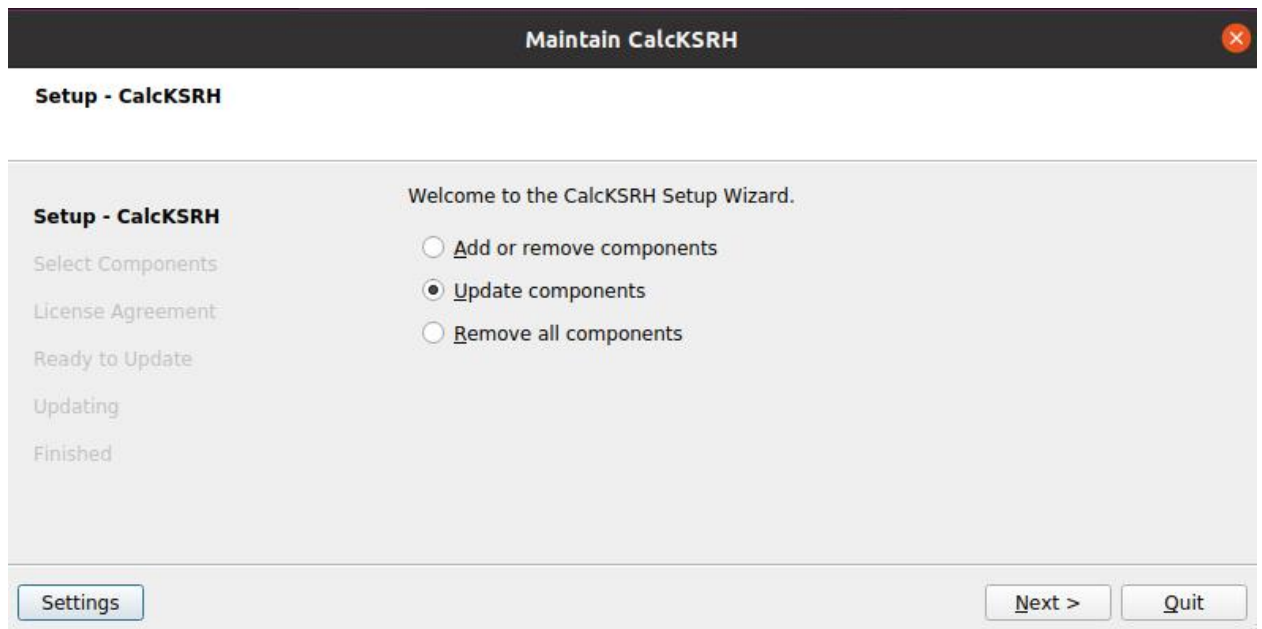 Maintain CalcKSRH
Setup - CalcKSRH
Setup - CalcKSRH
Select Components
License Agreement
Ready to Update
Updating
Finished
Welcome to the CalcKSRH Setup Wizard.
Add or remove components
Update components
Remove all components
Settings
Next >
Quit